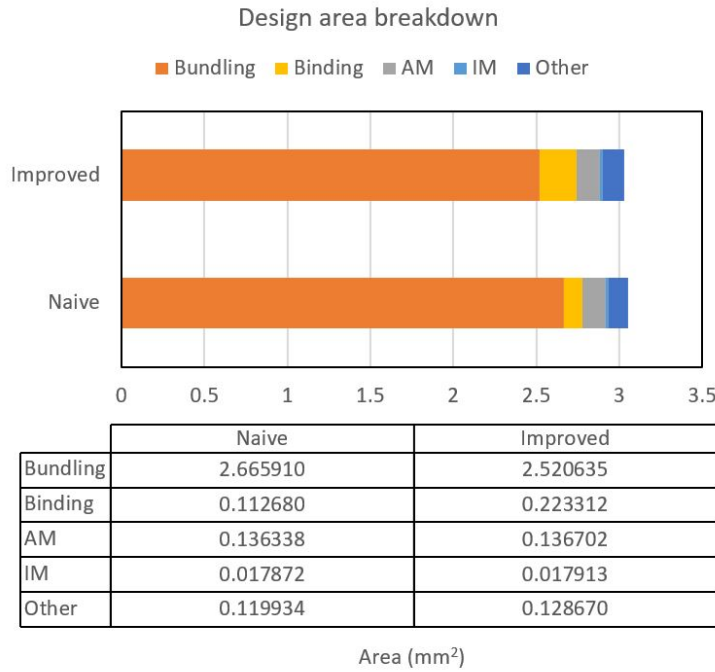 Design area breakdown
Bundling Binding AM IM Other
Improved
Naive
0 0.5 1 1.5 2 2.5 3 3.5
Naive Improved
Bundling 2.665910 2.520635
Binding 0.112680 0.223312
AM 0.136338 0.136702
IM 0.017872 0.017913
Other 0.119934 0.128670
Area (mm²)